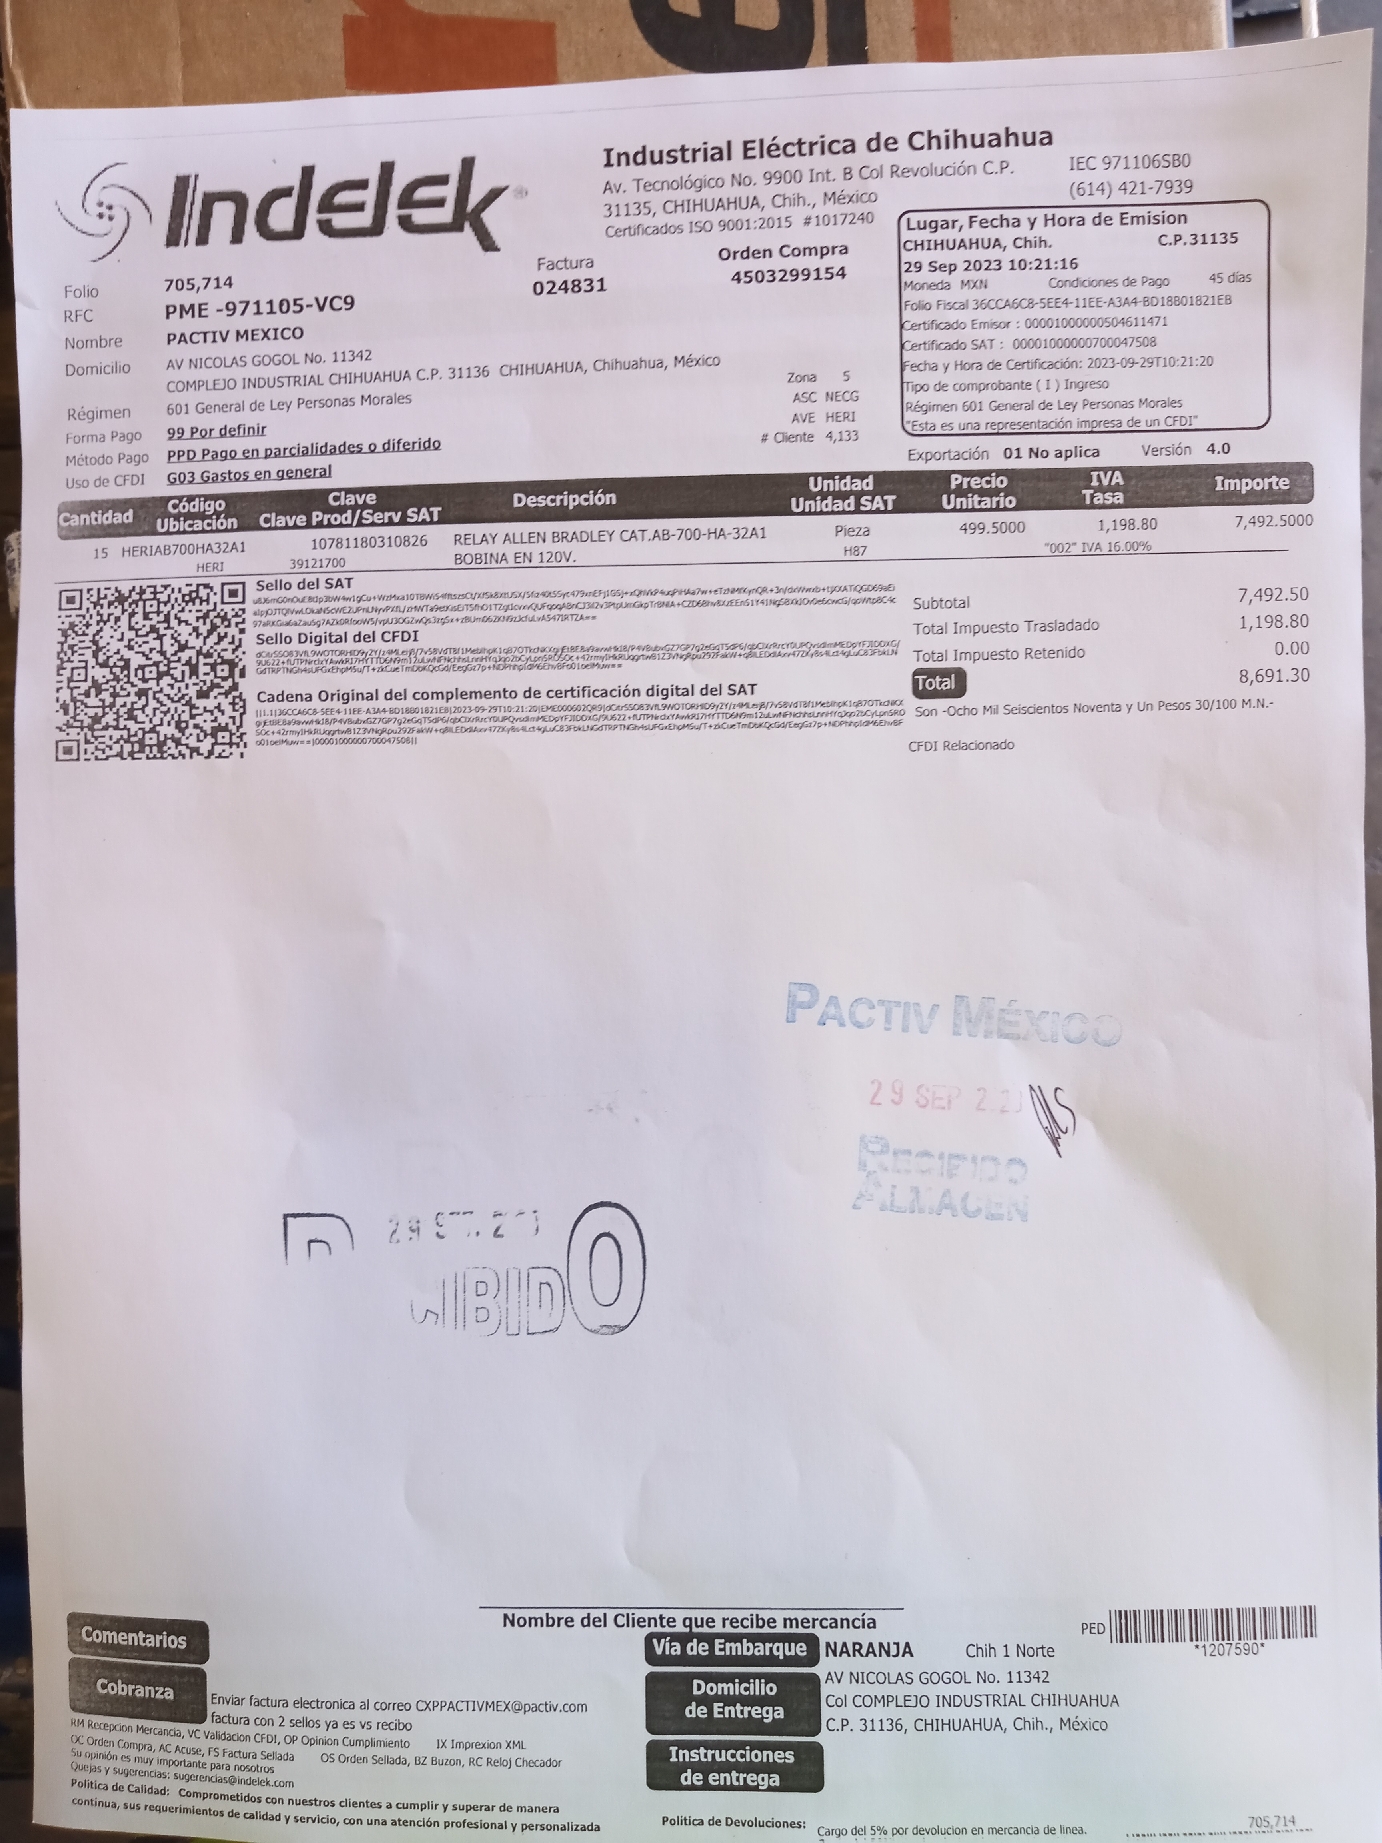 Indelek
Industrial Eléctrica de Chihuahua
Av. Tecnológico No. 9900 Int. B Col Revolución C.P.
31135, CHIHUAHUA, Chih., México
Certificados ISO 9001:2015 #1017240
IEC 971106SB0
(614) 421-7939
Factura
024831
Orden Compra
4503299154
Lugar, Fecha y Hora de Emision
CHIHUAHUA, Chih. C.P.31135
29 Sep 2023 10:21:16
Moneda MXN Condiciones de Pago 45 días
Folio Fiscal 36CCA6C8-5EE4-11EE-A3A4-BD18B01821EB
Certificado Emisor : 00001000000504611471
Certificado SAT : 00001000000700047508
Fecha y Hora de Certificación: 2023-09-29T10:21:20
Tipo de comprobante ( I ) Ingreso
Régimen 601 General de Ley Personas Morales
"Esta es una representación impresa de un CFDI"
Exportación 01 No aplica Versión 4.0
Folio 705,714
RFC PME -971105-VC9
Nombre PACTIV MEXICO
Domicilio AV NICOLAS GOGOL No. 11342
COMPLEJO INDUSTRIAL CHIHUAHUA C.P. 31136 CHIHUAHUA, Chihuahua, México
Régimen 601 General de Ley Personas Morales
Forma Pago 99 Por definir
Método Pago PPD Pago en parcialidades o diferido
Uso de CFDI G03 Gastos en general
Zona 5
ASC NECG
AVE HERI
# Cliente 4,133
Cantidad Código Ubicación Clave Clave Prod/Serv SAT Descripción Unidad Unidad SAT Precio Unitario IVA Tasa Importe
15 HERIAB700HA32A1 10781180310826 RELAY ALLEN BRADLEY CAT.AB-700-HA-32A1 Pieza 499.5000 1,198.80 7,492.5000
HERI 39121700 BOBINA EN 120V. H87 "002" IVA 16.00%
Sello del SAT
Sello Digital del CFDI
Cadena Original del complemento de certificación digital del SAT
Subtotal 7,492.50
Total Impuesto Trasladado 1,198.80
Total Impuesto Retenido 0.00
Total 8,691.30
Son -Ocho Mil Seiscientos Noventa y Un Pesos 30/100 M.N.-
CFDI Relacionado
PACTIV MÉXICO
29 SEP
ALMACEN
Nombre del Cliente que recibe mercancía
PED
*1207590*
Comentarios
Cobranza
Enviar factura electronica al correo CXPPACTIVMEX@pactiv.com
factura con 2 sellos ya es vs recibo
RM Recepcion Mercancia, VC Validacion CFDI, OP Opinion Cumplimiento IX Impresion XML
OC Orden Compra, AC Acuse, FS Factura Sellada OS Orden Sellada, BZ Buzon, RC Reloj Checador
Su opinión es muy importante para nosotros
Quejas y sugerencias: sugerencias@indelek.com
Politica de Calidad: Comprometidos con nuestros clientes a cumplir y superar de manera
continua, sus requerimientos de calidad y servicio, con una atención profesional y personalizada
Vía de Embarque NARANJA Chih 1 Norte
Domicilio de Entrega
AV NICOLAS GOGOL No. 11342
Col COMPLEJO INDUSTRIAL CHIHUAHUA
C.P. 31136, CHIHUAHUA, Chih., México
Instrucciones de entrega
Politica de Devoluciones: Cargo del 5% por devolucion en mercancia de linea.
705,714